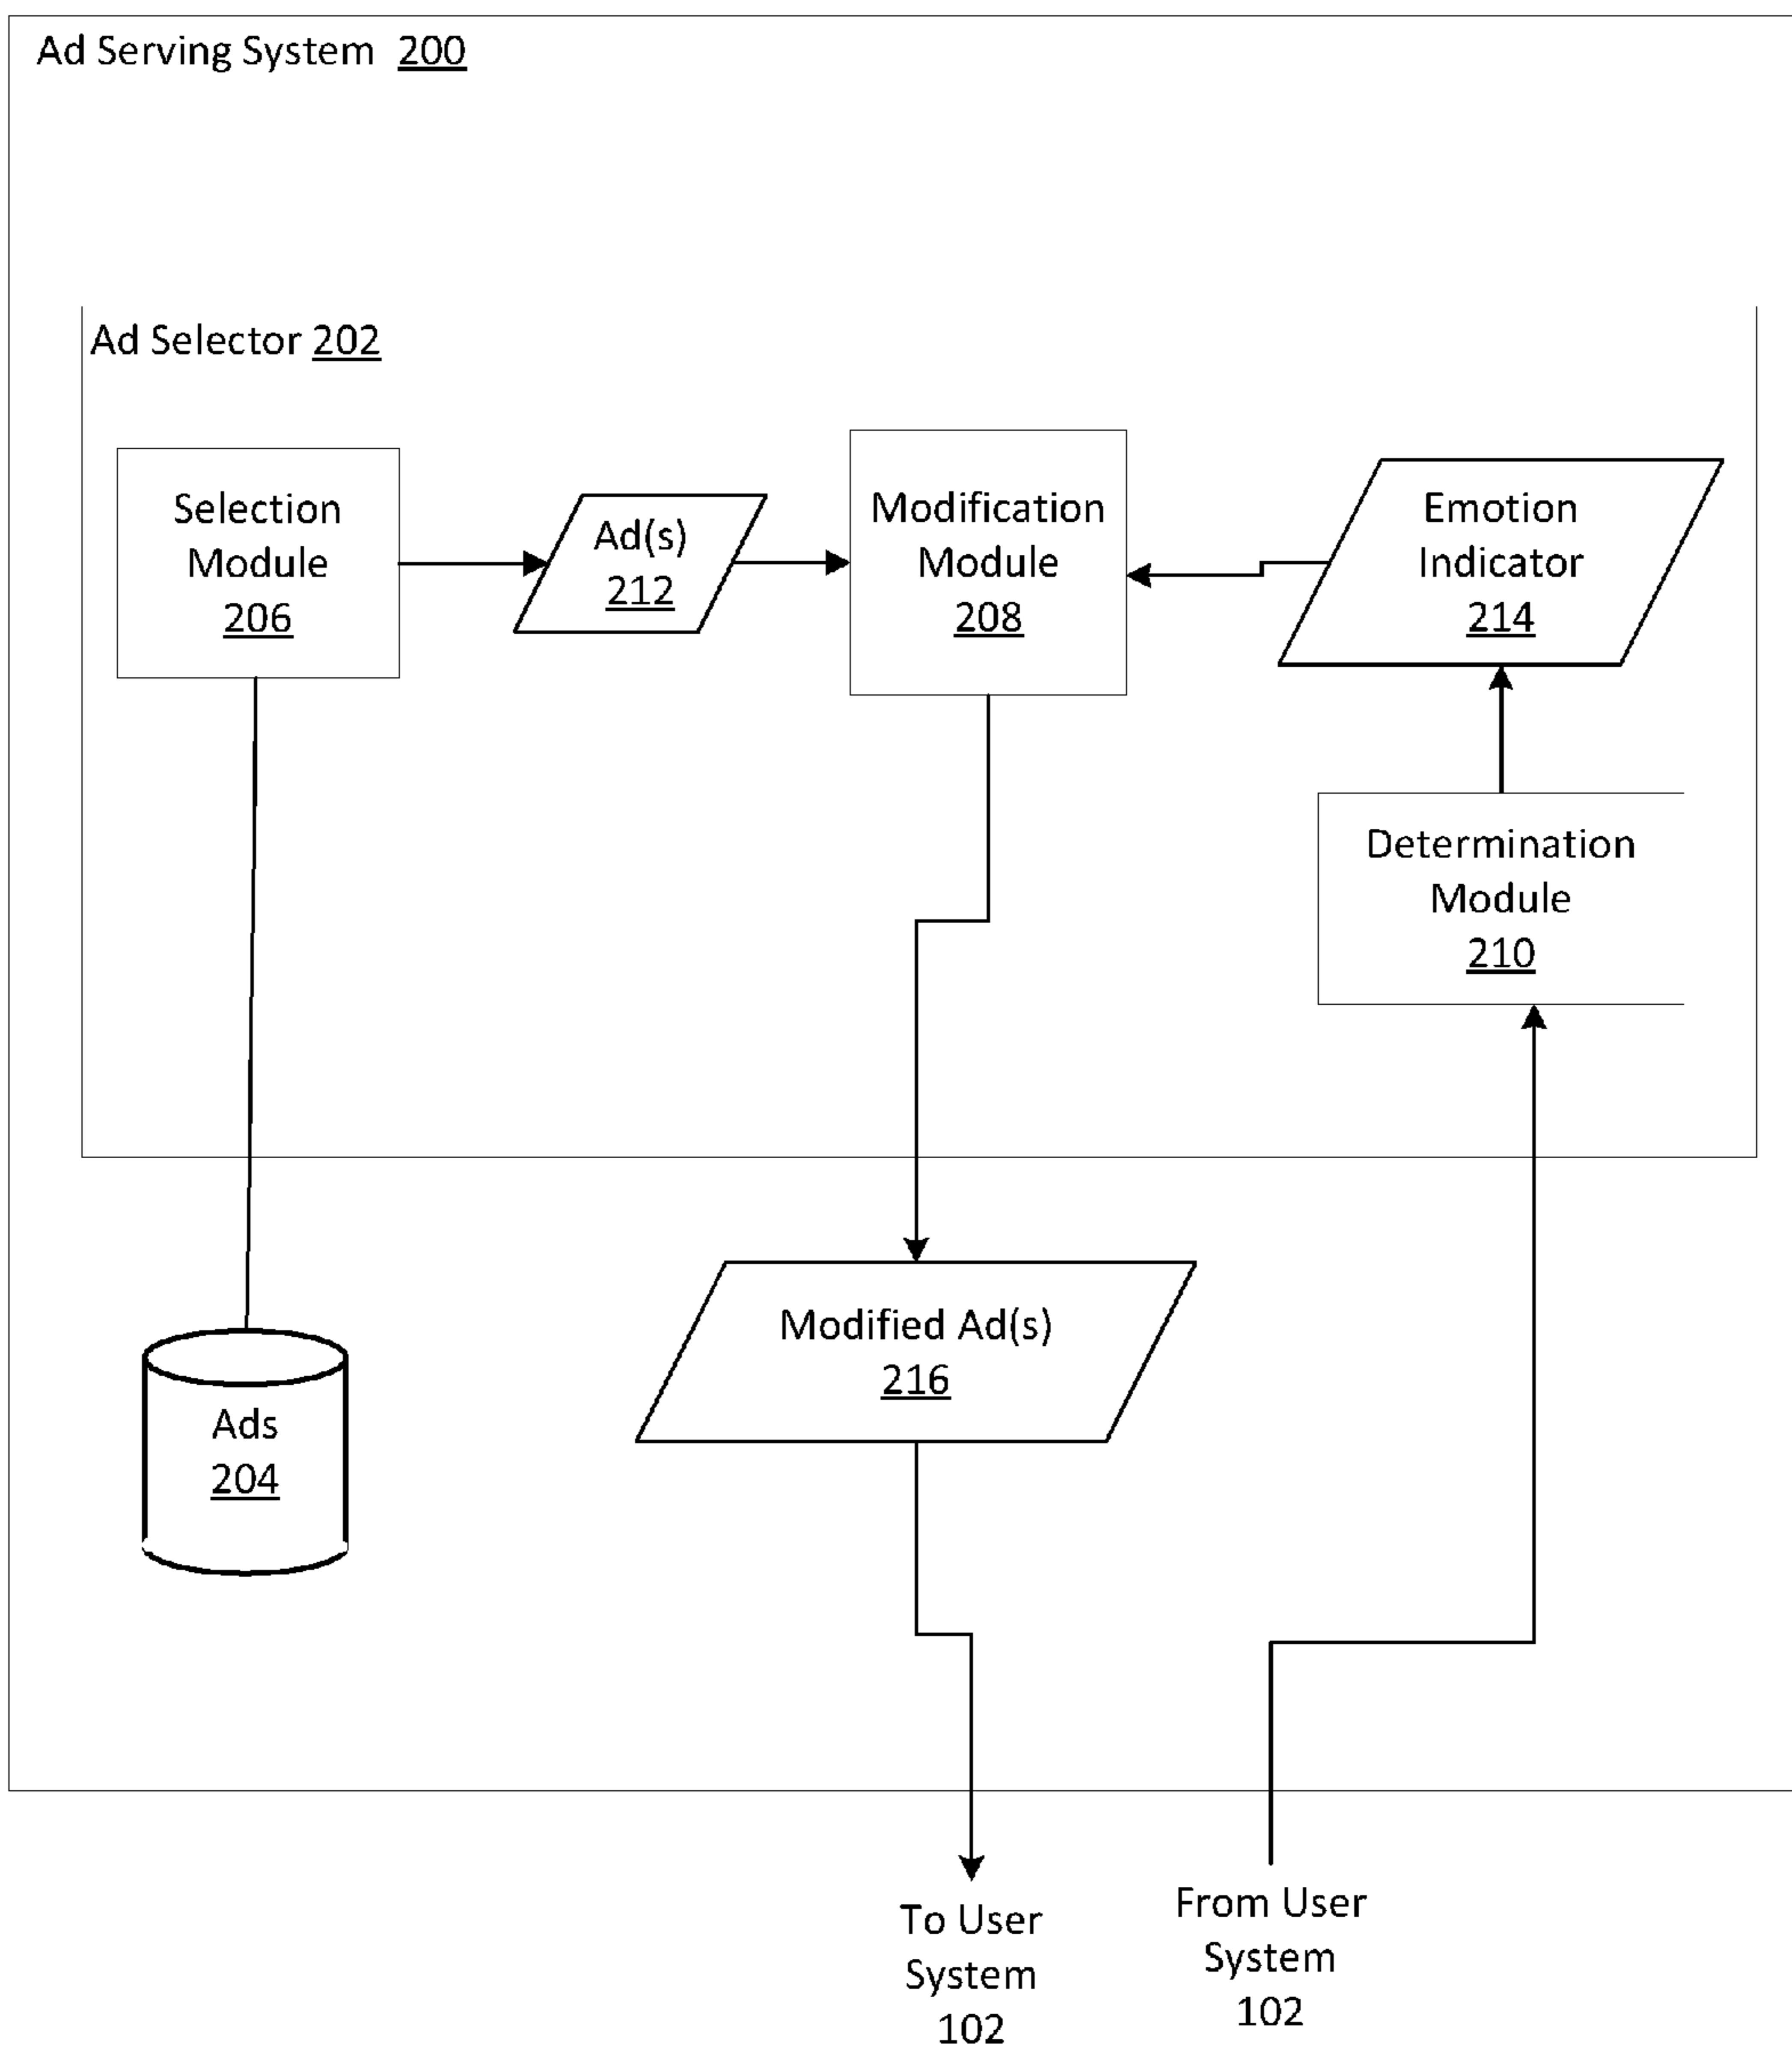 Ad Serving System 200
Ad Selector 202
Selection
Module
206
Ad(s)
212
Modification
Module
208
Emotion
Indicator
214
Determination
Module
210
Modified Ad(s)
216
Ads
204
To User
System
102
From User
System
102